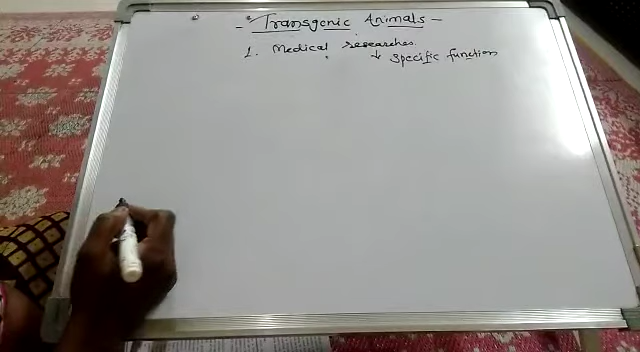 - Transgenic Animals -
1. Medical researches.
↓ specific function